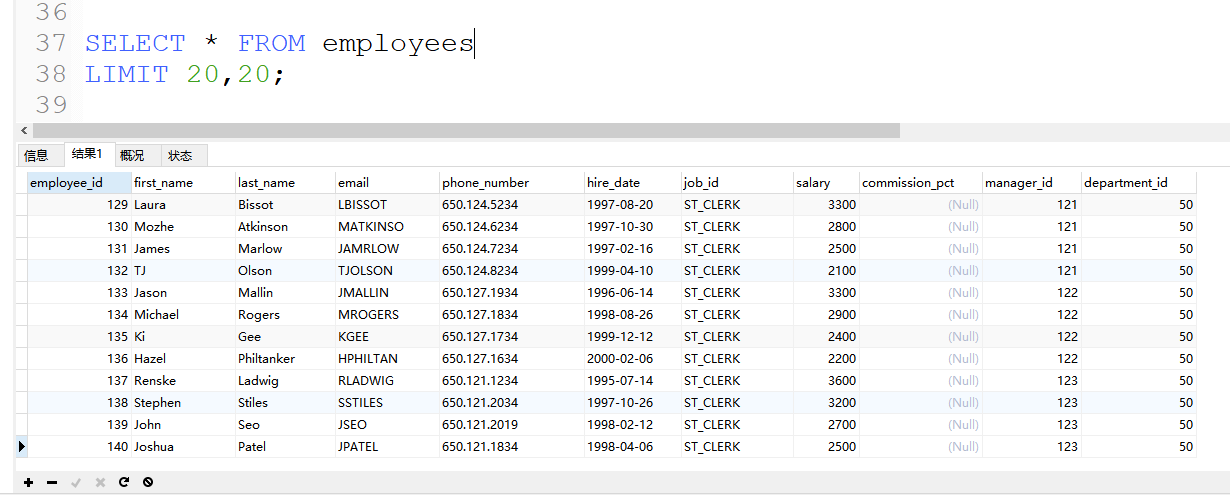 36
37 SELECT * FROM employees
38 LIMIT 20,20;
39
信息 结果1 概况 状态
employee_id first_name last_name email phone_number hire_date job_id salary commission_pct manager_id department_id
129 Laura Bissot LBISSOT 650.124.5234 1997-08-20 ST_CLERK 3300 (Null) 121 50
130 Mozhe Atkinson MATKINSO 650.124.6234 1997-10-30 ST_CLERK 2800 (Null) 121 50
131 James Marlow JAMRLOW 650.124.7234 1997-02-16 ST_CLERK 2500 (Null) 121 50
132 TJ Olson TJOLSON 650.124.8234 1999-04-10 ST_CLERK 2100 (Null) 121 50
133 Jason Mallin JMALLIN 650.127.1934 1996-06-14 ST_CLERK 3300 (Null) 122 50
134 Michael Rogers MROGERS 650.127.1834 1998-08-26 ST_CLERK 2900 (Null) 122 50
135 Ki Gee KGEE 650.127.1734 1999-12-12 ST_CLERK 2400 (Null) 122 50
136 Hazel Philtanker HPHILTAN 650.127.1634 2000-02-06 ST_CLERK 2200 (Null) 122 50
137 Renske Ladwig RLADWIG 650.121.1234 1995-07-14 ST_CLERK 3600 (Null) 123 50
138 Stephen Stiles SSTILES 650.121.2034 1997-10-26 ST_CLERK 3200 (Null) 123 50
139 John Seo JSEO 650.121.2019 1998-02-12 ST_CLERK 2700 (Null) 123 50
140 Joshua Patel JPATEL 650.121.1834 1998-04-06 ST_CLERK 2500 (Null) 123 50